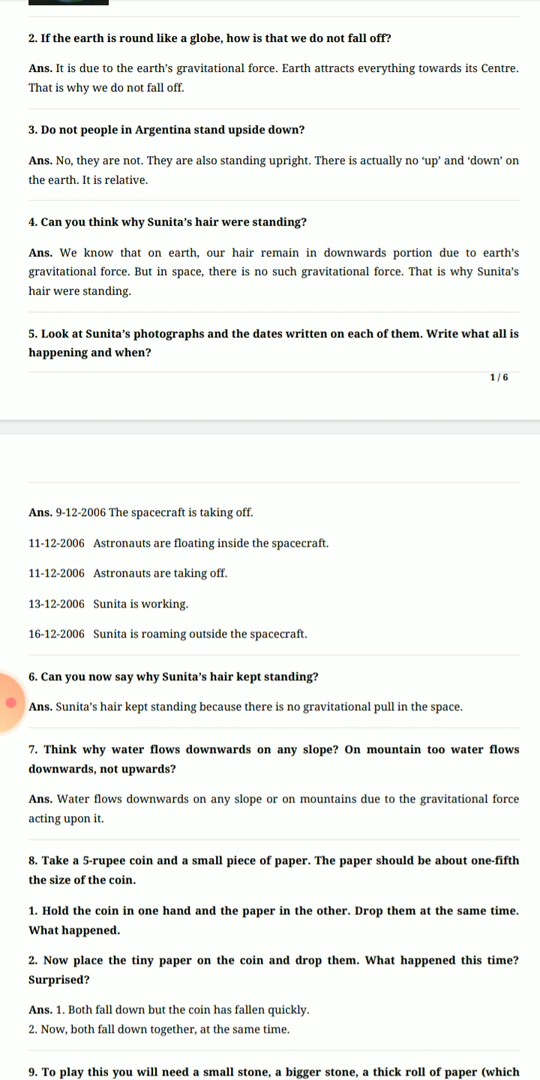 2. If the earth is round like a globe, how is that we do not fall off?
Ans. It is due to the earth’s gravitational force. Earth attracts everything towards its Centre.
That is why we do not fall off.
3. Do not people in Argentina stand upside down?
Ans. No, they are not. They are also standing upright. There is actually no ‘up’ and ‘down’ on
the earth. It is relative.
4. Can you think why Sunita’s hair were standing?
Ans. We know that on earth, our hair remain in downwards portion due to earth’s
gravitational force. But in space, there is no such gravitational force. That is why Sunita’s
hair were standing.
5. Look at Sunita’s photographs and the dates written on each of them. Write what all is
happening and when?
1 / 6
Ans. 9-12-2006 The spacecraft is taking off.
11-12-2006 Astronauts are floating inside the spacecraft.
11-12-2006 Astronauts are taking off.
13-12-2006 Sunita is working.
16-12-2006 Sunita is roaming outside the spacecraft.
6. Can you now say why Sunita’s hair kept standing?
Ans. Sunita’s hair kept standing because there is no gravitational pull in the space.
7. Think why water flows downwards on any slope? On mountain too water flows
downwards, not upwards?
Ans. Water flows downwards on any slope or on mountains due to the gravitational force
acting upon it.
8. Take a 5-rupee coin and a small piece of paper. The paper should be about one-fifth
the size of the coin.
1. Hold the coin in one hand and the paper in the other. Drop them at the same time.
What happened.
2. Now place the tiny paper on the coin and drop them. What happened this time?
Surprised?
Ans. 1. Both fall down but the coin has fallen quickly.
2. Now, both fall down together, at the same time.
9. To play this you will need a small stone, a bigger stone, a thick roll of paper (which